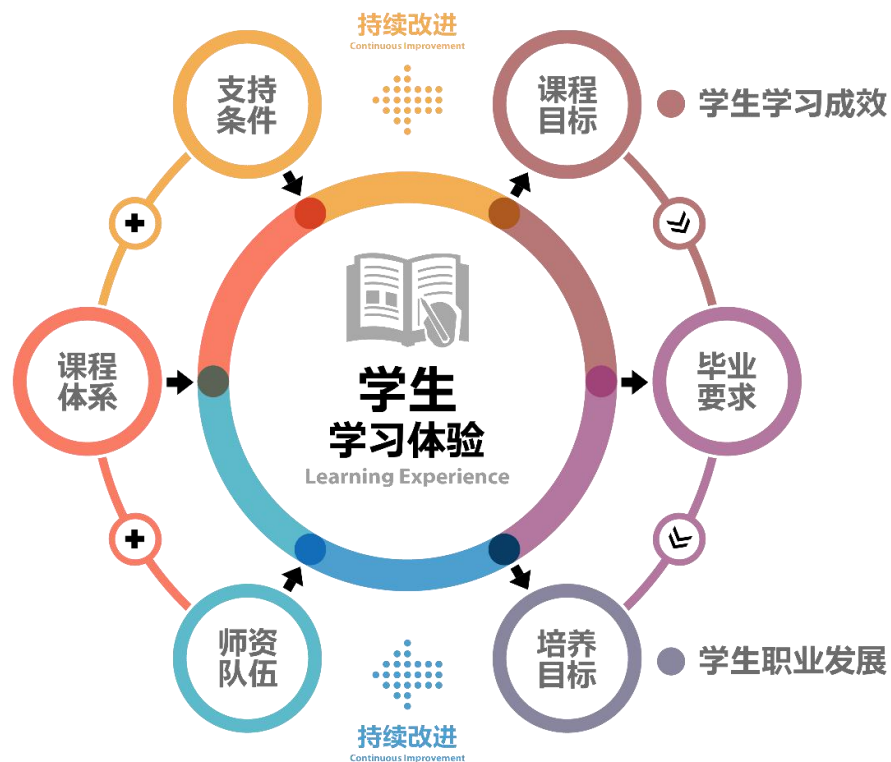 持续改进
Continuous Improvement
支持
条件
课程
目标
学生学习成效
课程
体系
学生
学习体验
Learning Experience
毕业
要求
师资
队伍
培养
目标
学生职业发展
持续改进
Continuous Improvement